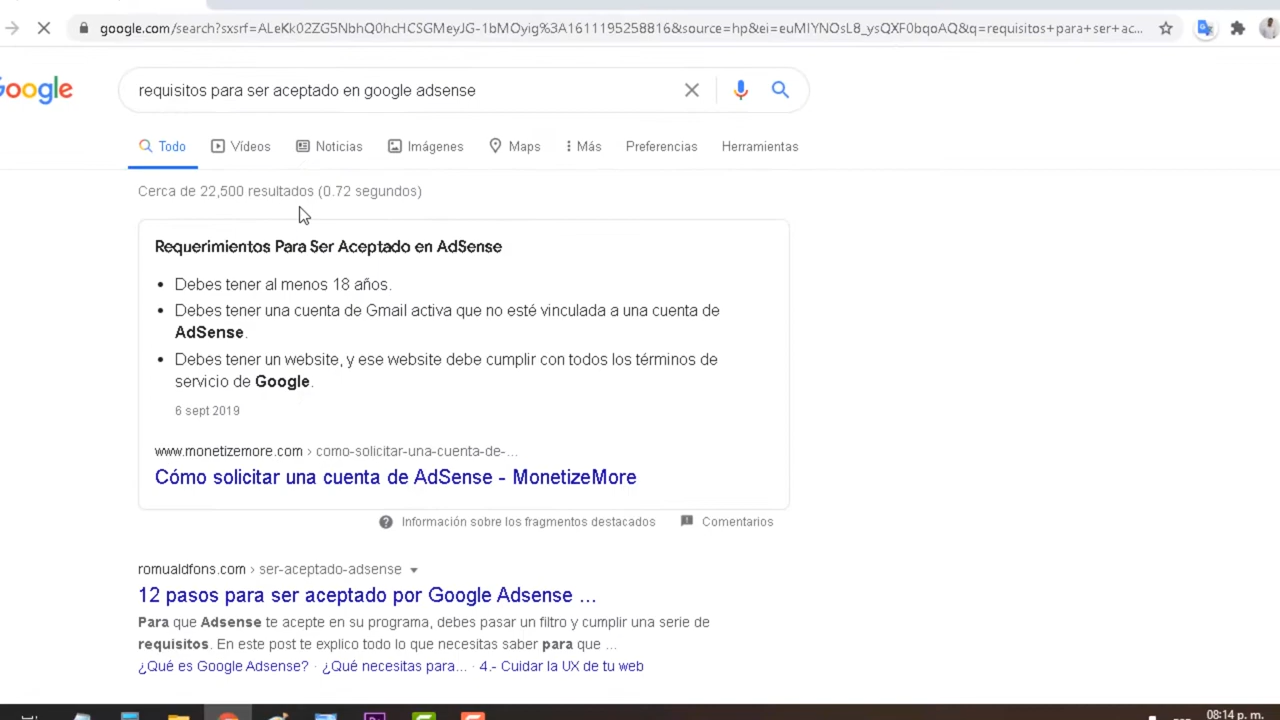 google.com/search?sxsrf=ALeKk02ZG5NbhQ0hcHCSGMeyJG-1bMOyig%3A1611195258816&source=hp&ei=euMIYNOsL8_ysQXF0bqoAQ&q=requisitos+para+ser+ac...
Google
requisitos para ser aceptado en google adsense
Todo Vídeos Noticias Imágenes Maps Más Preferencias Herramientas
Cerca de 22,500 resultados (0.72 segundos)
Requerimientos Para Ser Aceptado en AdSense
• Debes tener al menos 18 años.
• Debes tener una cuenta de Gmail activa que no esté vinculada a una cuenta de
AdSense.
• Debes tener un website, y ese website debe cumplir con todos los términos de
servicio de Google.
6 sept 2019
www.monetizemore.com › como-solicitar-una-cuenta-de-...
Cómo solicitar una cuenta de AdSense - MonetizeMore
Información sobre los fragmentos destacados Comentarios
romualdfons.com › ser-aceptado-adsense
12 pasos para ser aceptado por Google Adsense ...
Para que Adsense te acepte en su programa, debes pasar un filtro y cumplir una serie de
requisitos. En este post te explico todo lo que necesitas saber para que ...
¿Qué es Google Adsense? · ¿Qué necesitas para... · 4.- Cuidar la UX de tu web
08:14 p. m.